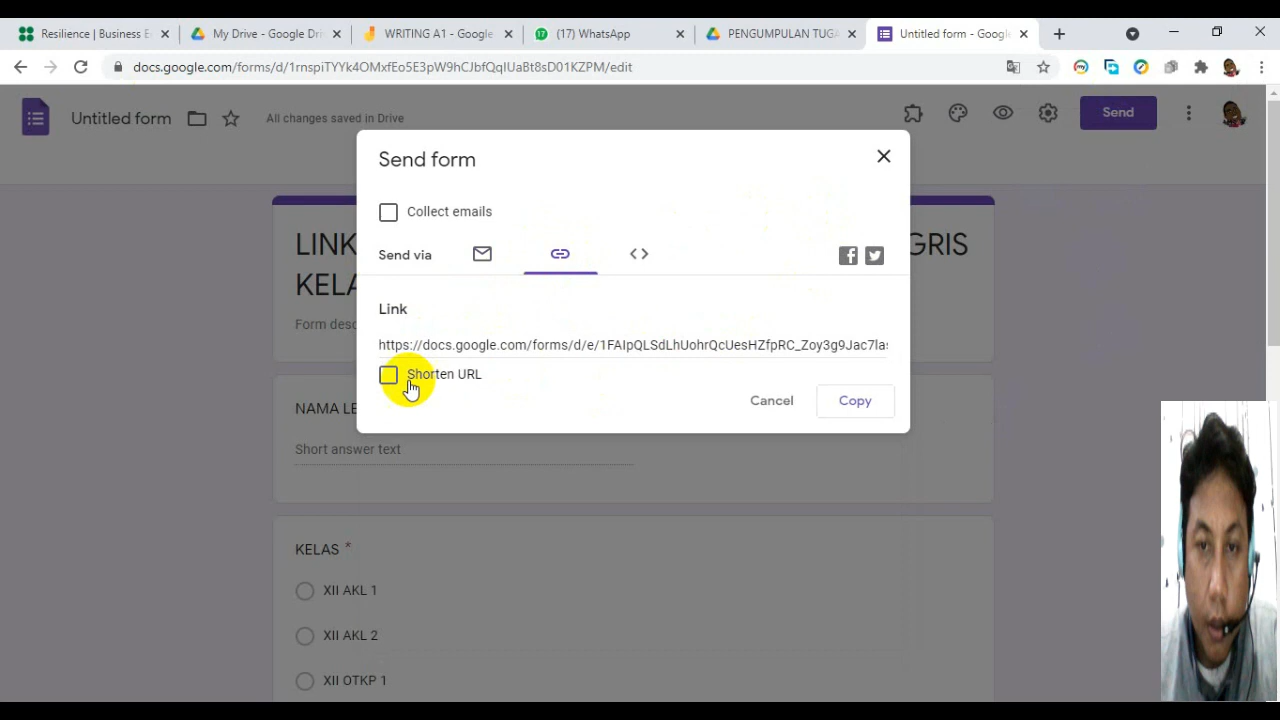 Resilience | Business E
My Drive - Google Dri
WRITING A1 - Google
(17) WhatsApp
PENGUMPULAN TUGA
Untitled form - Google
docs.google.com/forms/d/1rnspiTYYk4OMxfEo5E3pW9hCJbfQqIUaBt8sD01KZPM/edit
Untitled form
All changes saved in Drive
Send
Send form
Collect emails
Send via
LINK
GRIS
KELA
Form desc
Link
https://docs.google.com/forms/d/e/1FAIpQLSdLhUohrQcUesHZfpRC_Zoy3g9Jac7las
Shorten URL
Cancel
Copy
NAMA LE
Short answer text
KELAS *
XII AKL 1
XII AKL 2
XII OTKP 1